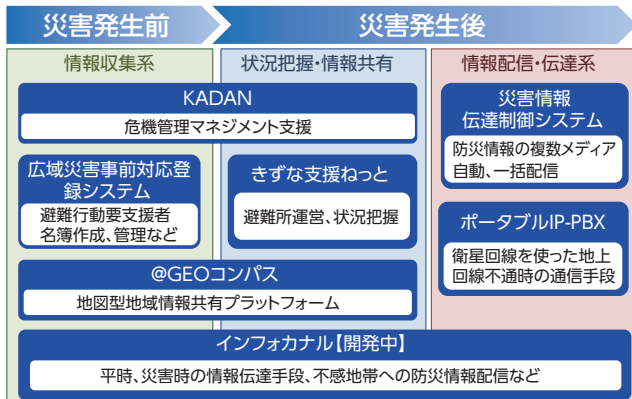 災害発生前
災害発生後
情報収集系
状況把握・情報共有
情報配信・伝達系
KADAN
危機管理マネジメント支援
災害情報
伝達制御システム
防災情報の複数メディア
自動、一括配信
広域災害事前対応登
録システム
避難行動要支援者
名簿作成、管理など
きずな支援ねっと
避難所運営、状況把握
ポータブルIP-PBX
衛星回線を使った地上
回線不通時の通信手段
@GEOコンパス
地図型地域情報共有プラットフォーム
インフォカナル【開発中】
平時、災害時の情報伝達手段、不感地帯への防災情報配信など